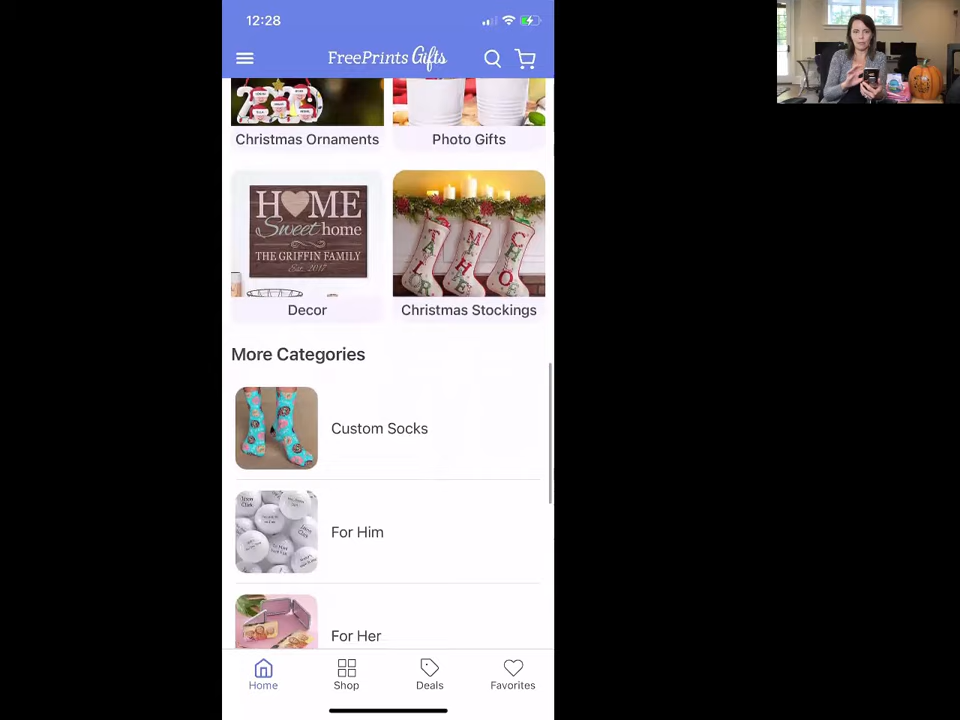 12:28
FreePrints Gifts
2020
Christmas Ornaments
Photo Gifts
HOME
Sweet home
THE GRIFFIN FAMILY
Est. 2017
Decor
Christmas Stockings
More Categories
Custom Socks
For Him
For Her
Home
Shop
Deals
Favorites